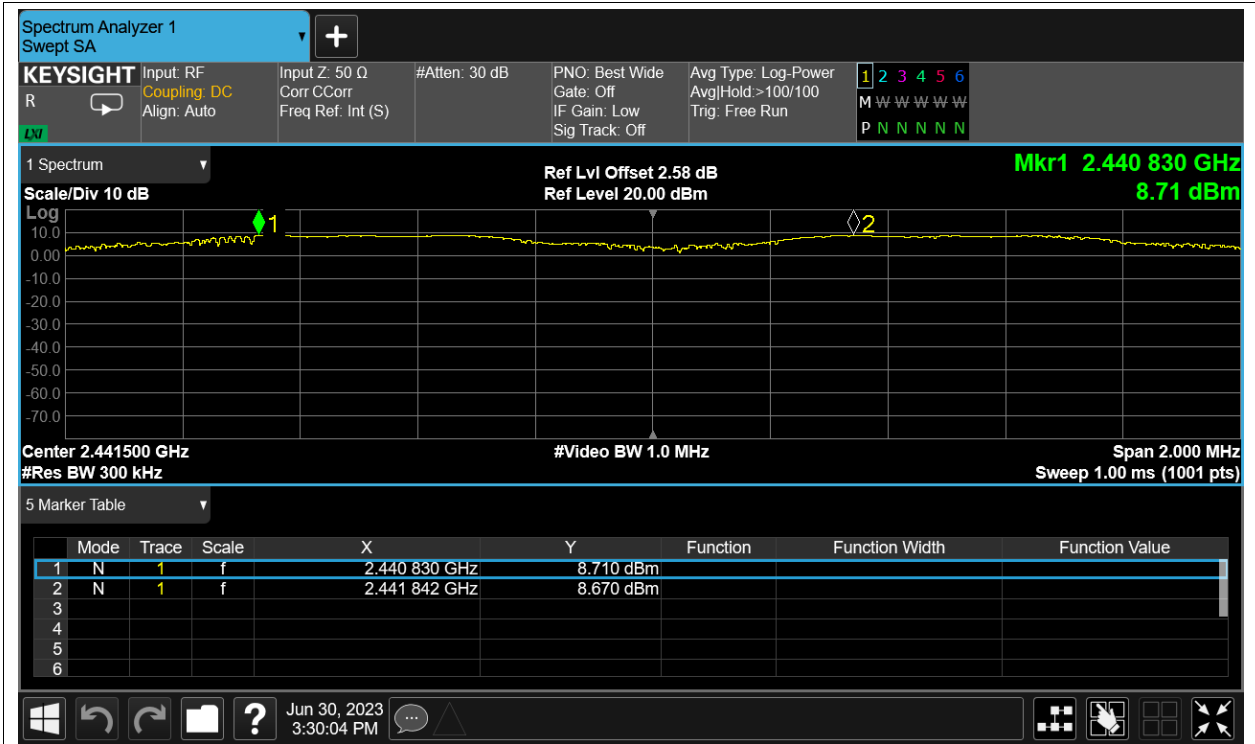 Spectrum Analyzer 1
Swept SA
KEYSIGHT Input: RF Input Z: 50 Ω #Atten: 30 dB PNO: Best Wide Avg Type: Log-Power 1 2 3 4 5 6
R Coupling: DC Corr CCorr Gate: Off Avg|Hold:>100/100 M W W W W W W
Align: Auto Freq Ref: Int (S) IF Gain: Low Trig: Free Run
LXI Sig Track: Off P N N N N N
1 Spectrum Ref Lvl Offset 2.58 dB Mkr1 2.440 830 GHz
Scale/Div 10 dB Ref Level 20.00 dBm 8.71 dBm
Log
1 2
10.0
0.00
-10.0
-20.0
-30.0
-40.0
-50.0
-60.0
-70.0
Center 2.441500 GHz #Video BW 1.0 MHz Span 2.000 MHz
#Res BW 300 kHz Sweep 1.00 ms (1001 pts)
5 Marker Table
Mode Trace Scale X Y Function Function Width Function Value
1 N 1 f 2.440 830 GHz 8.710 dBm
2 N 1 f 2.441 842 GHz 8.670 dBm
3
4
5
6
? Jun 30, 2023
3:30:04 PM